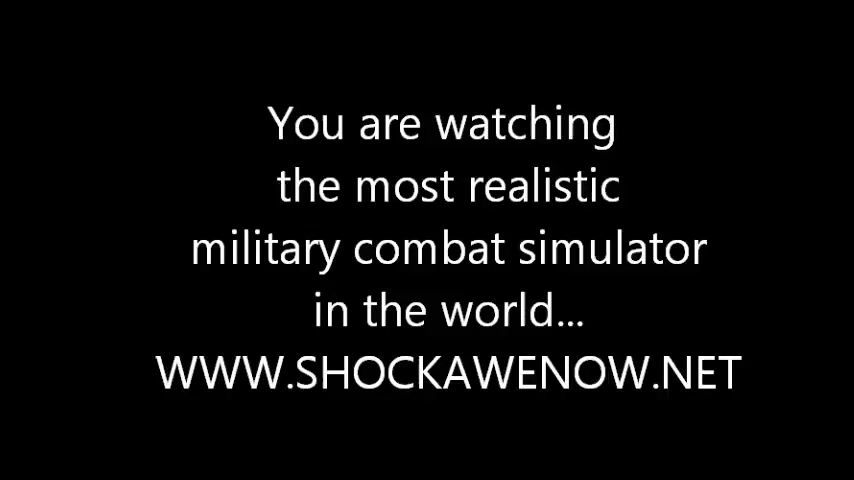 You are watching
the most realistic
military combat simulator
in the world...
WWW.SHOCKAWENOW.NET